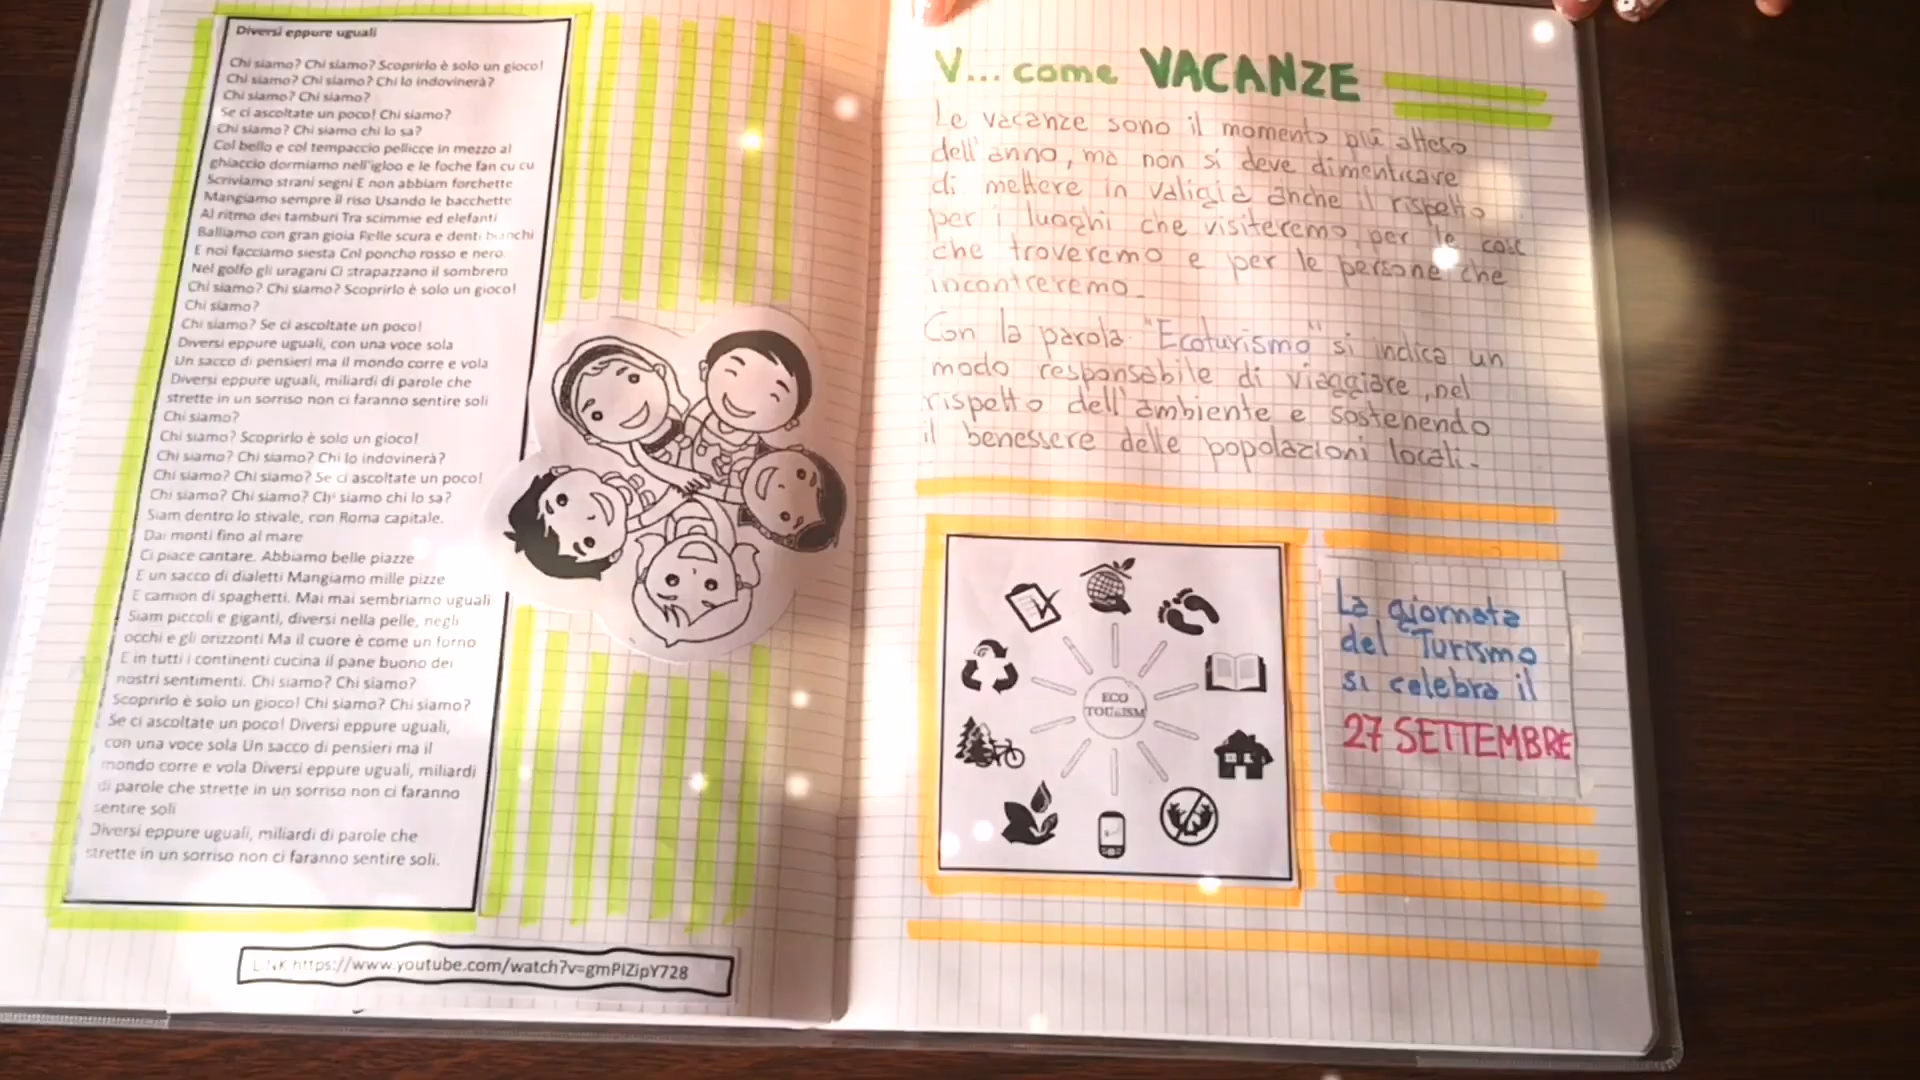 Diversi eppure uguali
Chi siamo? Chi siamo? Scoprirlo è solo un gioco!
Chi siamo? Chi siamo? Chi lo indovinerà?
Chi siamo? Chi siamo?
Se ci ascoltate un poco! Chi siamo?
Chi siamo? Chi siamo chi lo sa?
Col bello e col tempaccio pellicce in mezzo al
ghiaccio dormiamo nell'igloo e le foche fan cu cu
Scriviamo strani segni E non abbiam forchette
Mangiamo sempre il riso Usando le bacchette
Al ritmo dei tamburi Tra scimmie ed elefanti
Balliamo con gran gioia Pelle scura e denti bianchi
E noi facciamo siesta Col poncho rosso e nero
Nel golfo gli uragani Ci strapazzano il sombrero
Chi siamo? Chi siamo? Scoprirlo è solo un gioco!
Chi siamo?
Chi siamo? Se ci ascoltate un poco!
Diversi eppure uguali, con una voce sola
Un sacco di pensieri ma il mondo corre e vola
Diversi eppure uguali, miliardi di parole che
strette in un sorriso non ci faranno sentire soli
Chi siamo?
Chi siamo? Scoprirlo è solo un gioco!
Chi siamo? Chi siamo? Chi lo indovinerà?
Chi siamo? Chi siamo? Se ci ascoltate un poco!
Chi siamo? Chi siamo? Chi siamo chi lo sa?
Siam dentro lo stivale, con Roma capitale.
Dai monti fino al mare
Ci piace cantare. Abbiamo belle piazze
E un sacco di dialetti Mangiamo mille pizze
E camion di spaghetti. Mai mai sembriamo uguali
Siam piccoli e giganti, diversi nella pelle, negli
occhi e gli orizzonti Ma il cuore è come un forno
E in tutti i continenti cucina il pane buono dei
nostri sentimenti. Chi siamo? Chi siamo?
Scoprirlo è solo un gioco! Chi siamo? Chi siamo?
Se ci ascoltate un poco! Diversi eppure uguali,
con una voce sola Un sacco di pensieri ma il
mondo corre e vola Diversi eppure uguali, miliardi
di parole che strette in un sorriso non ci faranno
sentire soli
Diversi eppure uguali, miliardi di parole che
strette in un sorriso non ci faranno sentire soli.
LINK https://www.youtube.com/watch?v=gmPIZipY728
V... come VACANZE
Le vacanze sono il momento più atteso
dell'anno, ma non si deve dimenticare
di mettere in valigia anche il rispetto
per i luoghi che visiteremo, per le cose
che troveremo e per le persone che
incontreremo.
Con la parola "Ecoturismo" si indica un
modo responsabile di viaggiare, nel
rispetto dell'ambiente e sostenendo
il benessere delle popolazioni locali.
ECO
TOURISM
La giornata
del Turismo
si celebra il
27 SETTEMBRE